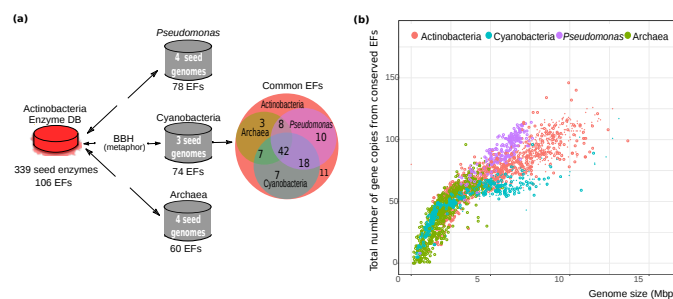 (a)
Pseudomonas
4 seed
genomes
78 EFs
Actinobacteria
Enzyme DB
339 seed enzymes
106 EFs
BBH
(metaphor)
Cyanobacteria
3 seed
genomes
74 EFs
Archaea
4 seed
genomes
60 EFs
Common EFs
Actinobacteria
3
8
Pseudomonas
Archaea
10
42
7
18
7
11
Cyanobacteria
(b)
Actinobacteria
Cyanobacteria
Pseudomonas
Archaea
Total number of gene copies from conserved EFs
150
100
50
0
0
5
10
15
Genome size (Mbp